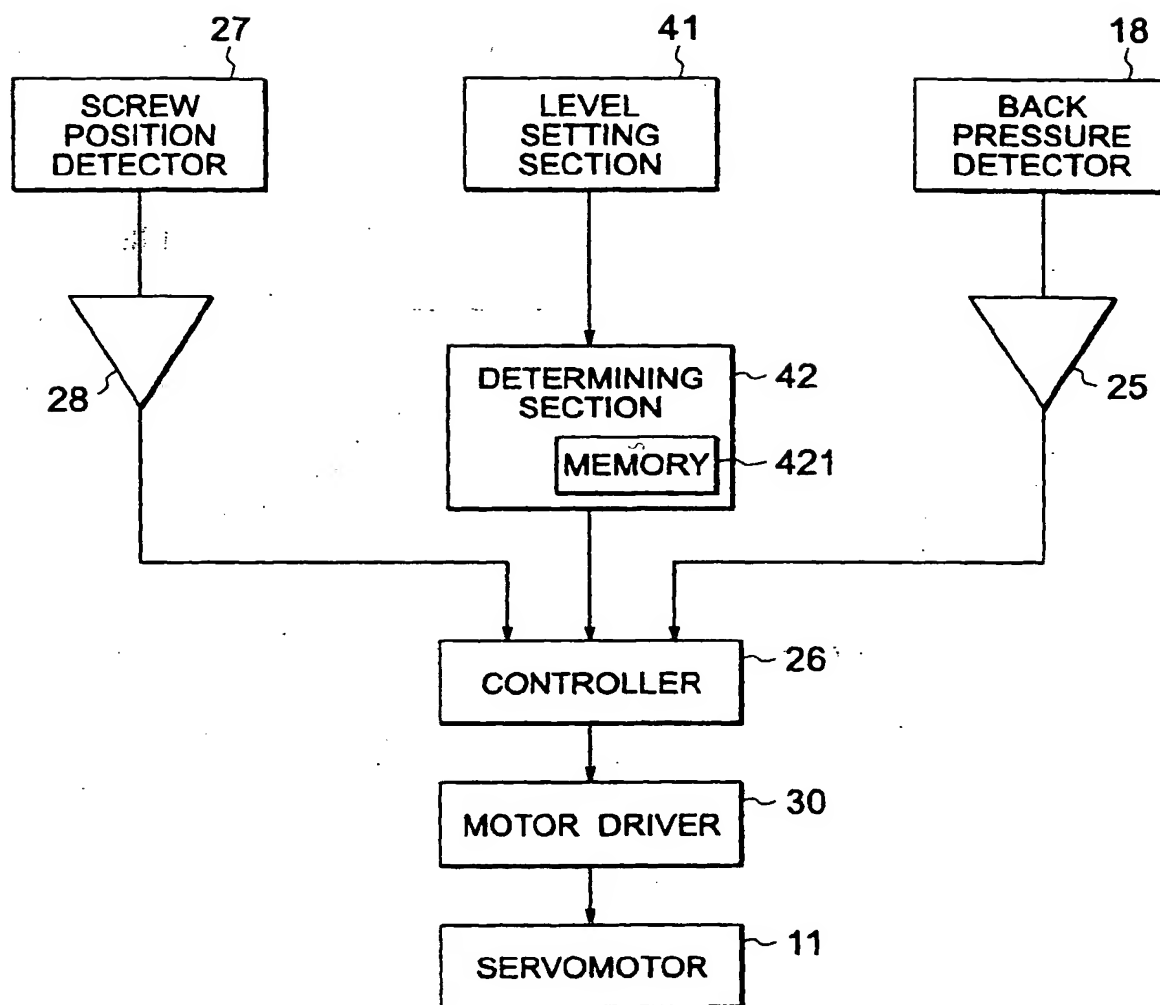 27
41
18
SCREW
POSITION
DETECTOR
LEVEL
SETTING
SECTION
BACK
PRESSURE
DETECTOR
28
DETERMINING
SECTION
42
MEMORY
421
25
CONTROLLER
26
MOTOR DRIVER
30
SERVOMOTOR
11